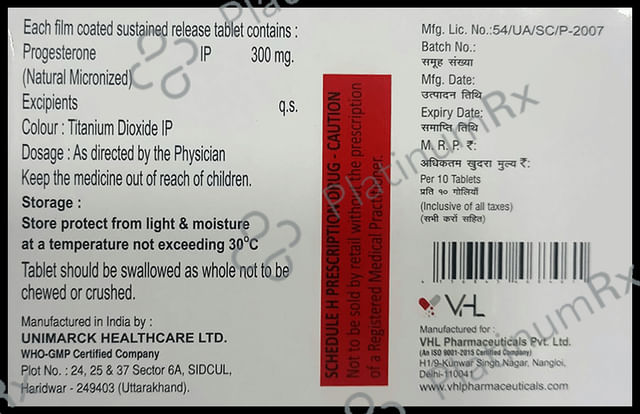 Each film coated sustained release tablet contains :
Progesterone IP 300 mg.
(Natural Micronized)
Excipients q.s.
Colour : Titanium Dioxide IP
Dosage : As directed by the Physician
Keep the medicine out of reach of children.
Storage :
Store protect from light & moisture
at a temperature not exceeding 30°C
Tablet should be swallowed as whole not to be
chewed or crushed.
Manufactured in India by :
UNIMARCK HEALTHCARE LTD.
WHO-GMP Certified Company
Plot No. : 24, 25 & 37 Sector 6A, SIDCUL,
Haridwar - 249403 (Uttarakhand).
SCHEDULE H PRESCRIPTION DRUG - CAUTION
Not to be sold by retail without the prescription
of a Registered Medical Practitioner.
Mfg. Lic. No.:54/UA/SC/P-2007
Batch No.:
समूह संख्या
Mfg. Date:
उत्पादन तिथि
Expiry Date:
समाप्ति तिथि
M. R. P. ₹:
अधिकतम खुदरा मुल्य ₹:
Per 10 Tablets
प्रति १० गोलियाँ
(Inclusive of all taxes)
(सभी करों सहित)
VHL
Manufactured for :
VHL Pharmaceuticals Pvt. Ltd.
(An ISO 9001-2015 Certified Company)
H1/9-Kunwar Singh Nagar, Nangloi,
Delhi-110041
www.vhlpharmaceuticals.com
PlatinumRx
PlatinumRx
PlatinumRx